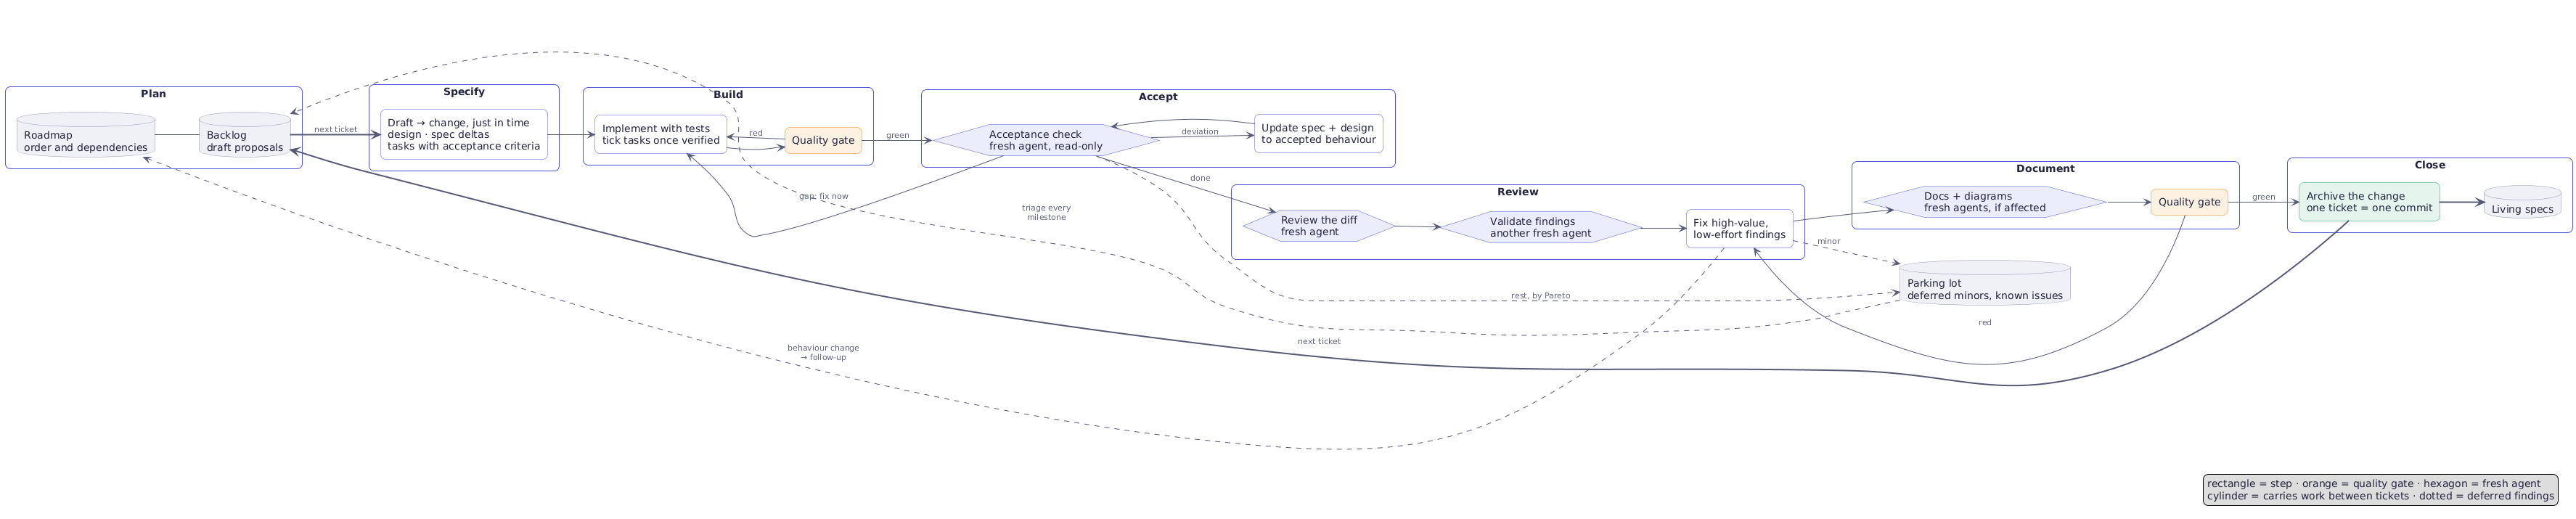 Plan
Roadmap
order and dependencies
Backlog
draft proposals
next ticket
Specify
Draft → change, just in time
design · spec deltas
tasks with acceptance criteria
Build
Implement with tests
tick tasks once verified
red
Quality gate
green
Accept
Acceptance check
fresh agent, read-only
deviation
Update spec + design
to accepted behaviour
gap: fix now
done
triage every
milestone
Review
Review the diff
fresh agent
Validate findings
another fresh agent
Fix high-value,
low-effort findings
minor
Document
Docs + diagrams
fresh agents, if affected
Quality gate
green
Close
Archive the change
one ticket = one commit
Living specs
Parking lot
deferred minors, known issues
rest, by Pareto
red
next ticket
behaviour change
→ follow-up
rectangle = step · orange = quality gate · hexagon = fresh agent
cylinder = carries work between tickets · dotted = deferred findings